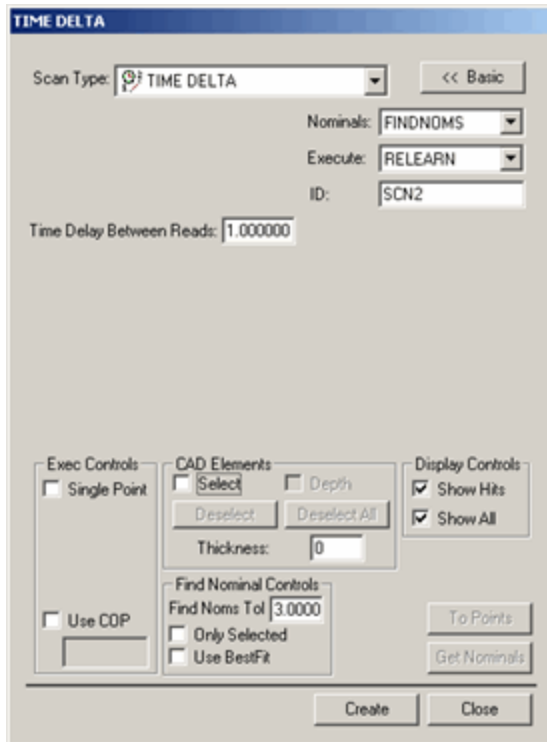 TIME DELTA
Scan Type: TIME DELTA << Basic
Nominals: FINDNOMS
Execute: RELEARN
ID: SCN2
Time Delay Between Reads: 1.000000
Exec Controls CAD Elements Display Controls
Single Point Select Depth Show Hits
Deselect Deselect All Show All
Thickness: 0
Find Nominal Controls
Use COP Find Noms Tol 3.0000 To Points
Only Selected
Use BestFit Get Nominals
Create Close